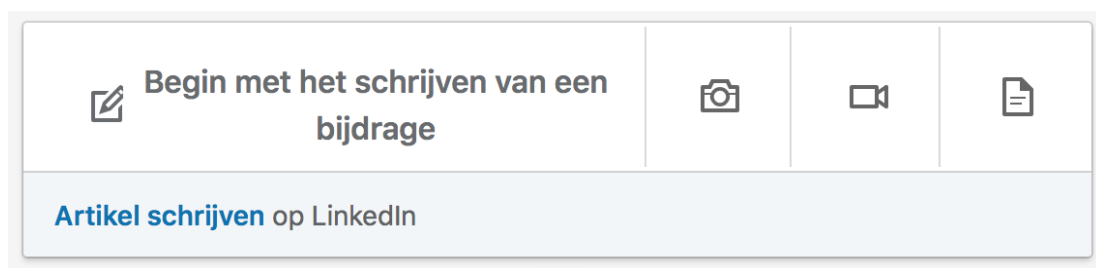 Begin met het schrijven van een
bijdrage
Artikel schrijven op LinkedIn